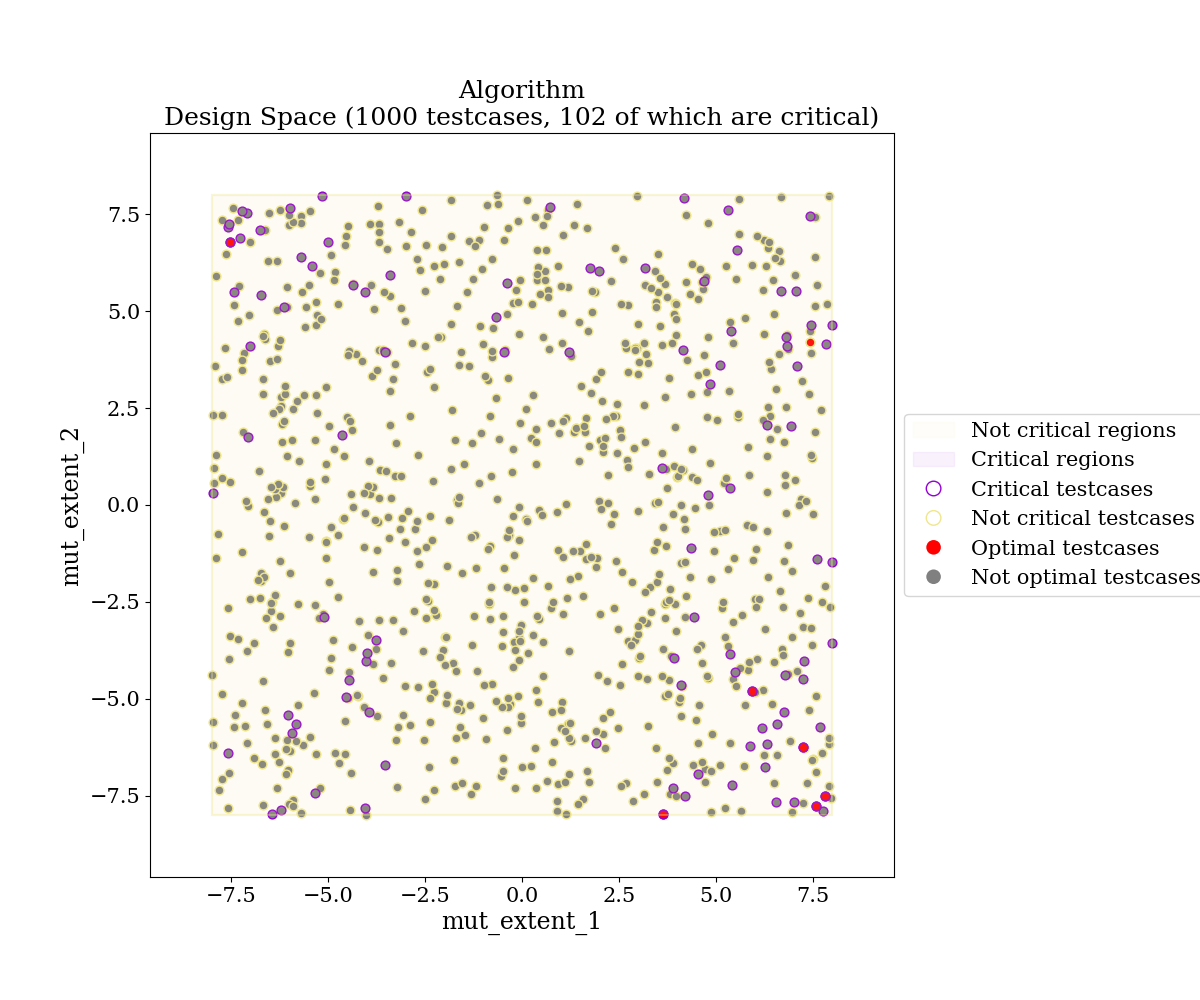 Algorithm
Design Space (1000 testcases, 102 of which are critical)
7.5
5.0
2.5
0.0
−2.5
−5.0
−7.5
mut_extent_2
−7.5
−5.0
−2.5
0.0
2.5
5.0
7.5
mut_extent_1
Not critical regions
Critical regions
Critical testcases
Not critical testcases
Optimal testcases
Not optimal testcases